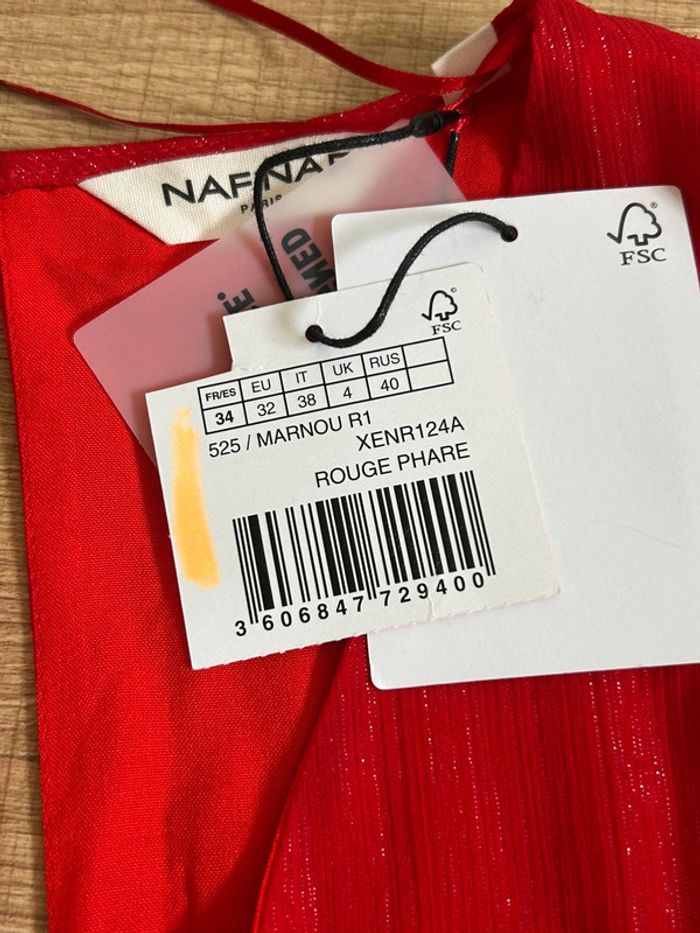 NAF NAF
PARIS
FSC
FSC
FR/ES EU IT UK RUS
34 32 38 4 40
525 / MARNOU R1
XENR124A
ROUGE PHARE
3 606847 729400